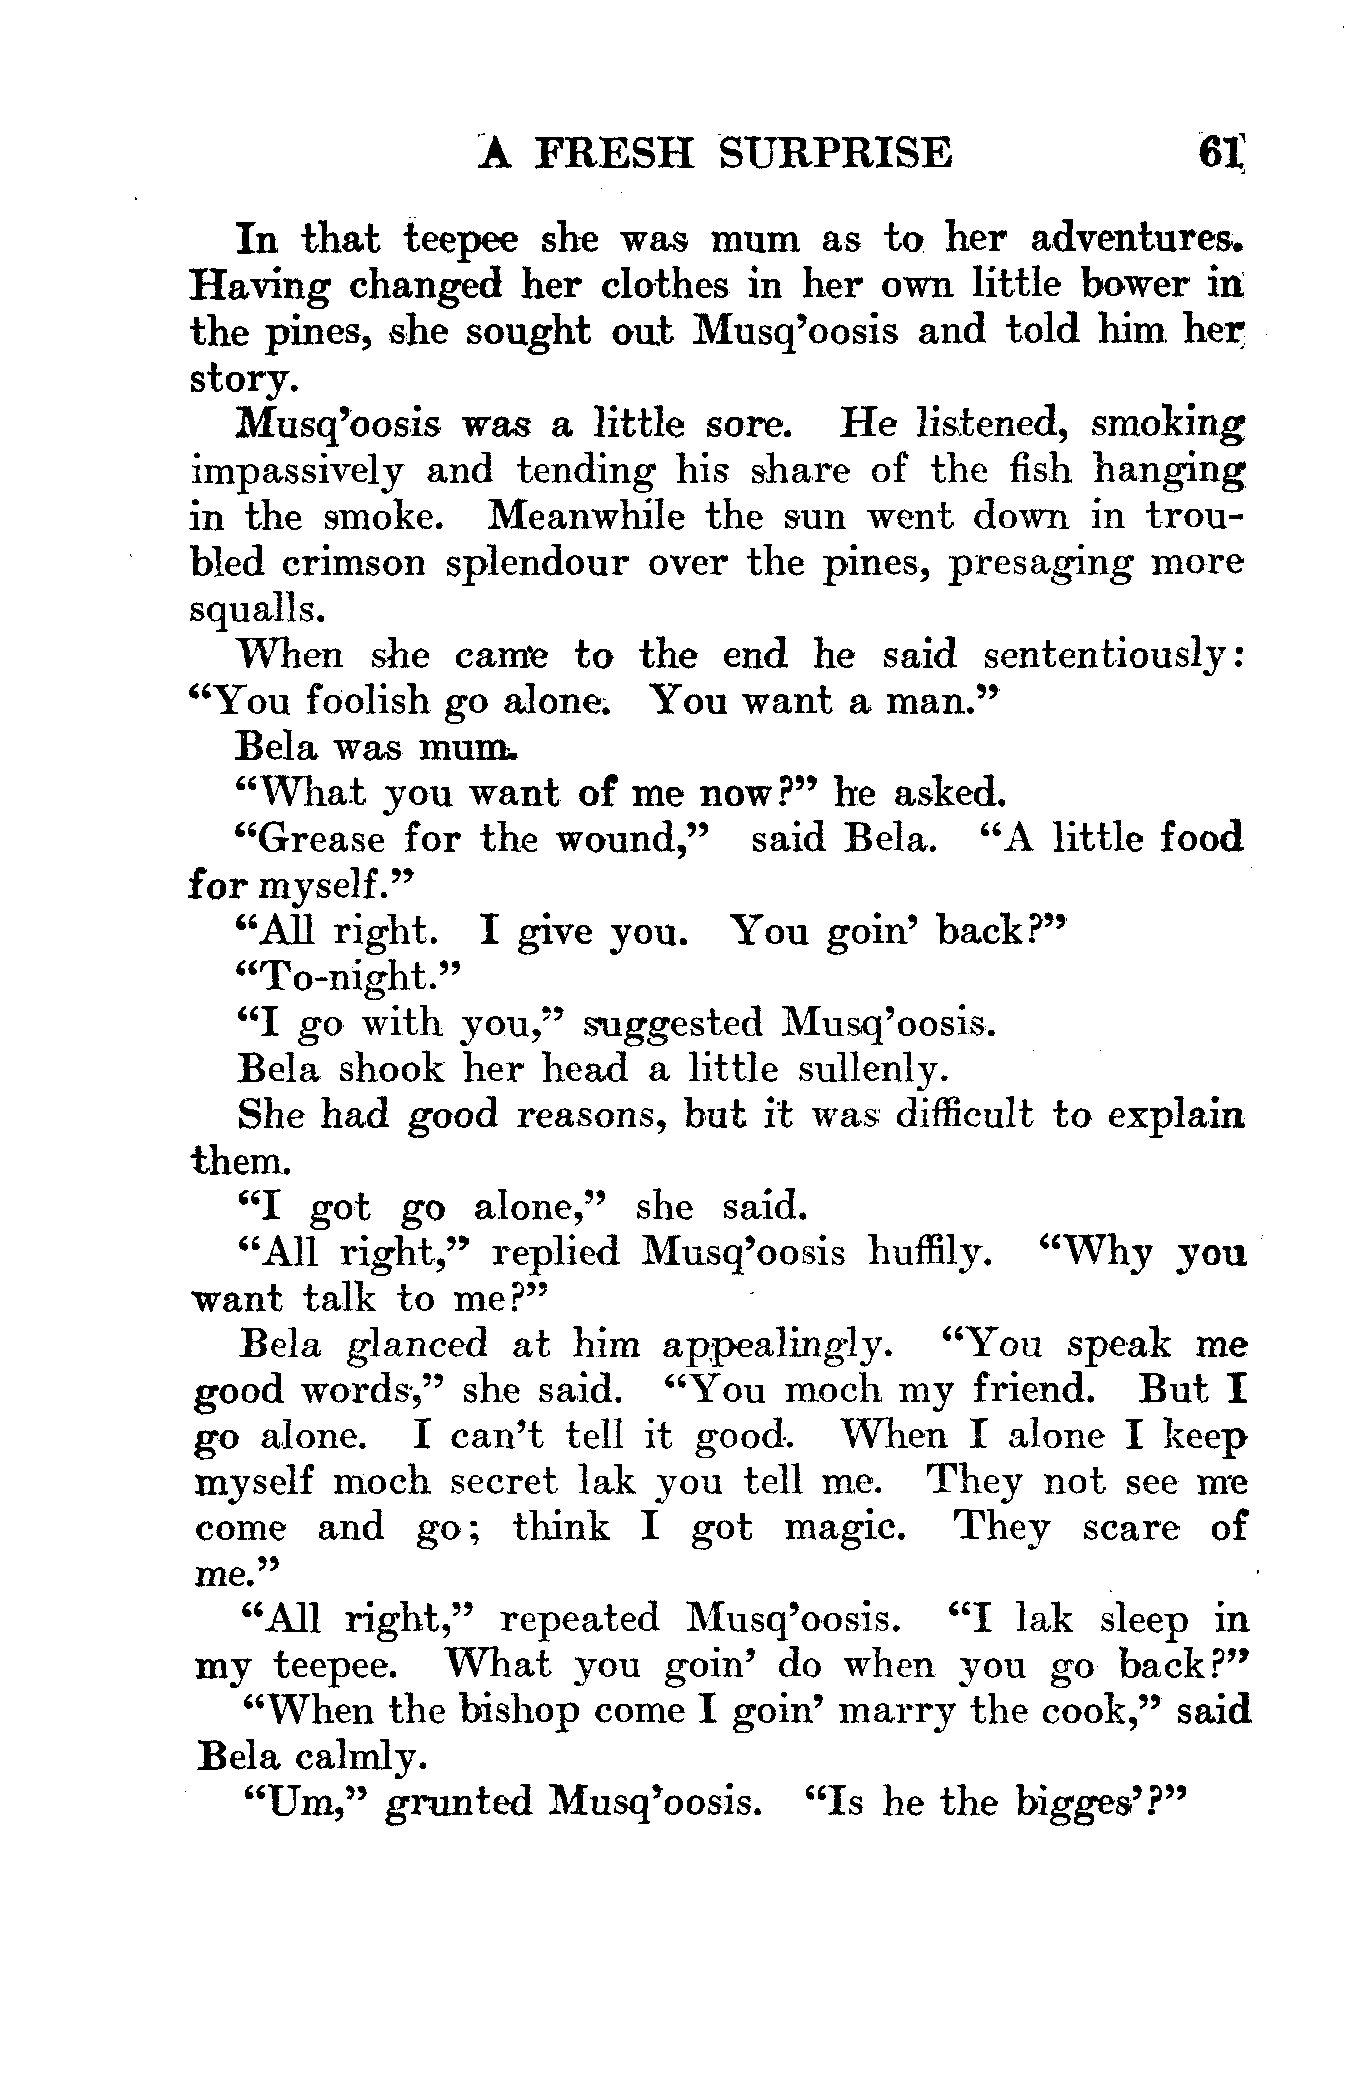 A FRESH SURPRISE 61
In that teepee she was mum as to her adventures.
Having changed her clothes in her own little bower in
the pines, she sought out Musq'oosis and told him her
story.
Musq'oosis was a little sore. He listened, smoking
impassively and tending his share of the fish hanging
in the smoke. Meanwhile the sun went down in trou-
bled crimson splendour over the pines, presaging more
squalls.
When she came to the end he said sententiously:
"You foolish go alone. You want a man."
Bela was mum.
"What you want of me now?" he asked.
"Grease for the wound," said Bela. "A little food
for myself."
"All right. I give you. You goin' back?"
"To-night."
"I go with you," suggested Musq'oosis.
Bela shook her head a little sullenly.
She had good reasons, but it was difficult to explain
them.
"I got go alone," she said.
"All right," replied Musq'oosis huffily. "Why you
want talk to me?"
Bela glanced at him appealingly. "You speak me
good words," she said. "You moch my friend. But I
go alone. I can't tell it good. When I alone I keep
myself moch secret lak you tell me. They not see me
come and go; think I got magic. They scare of
me."
"All right," repeated Musq'oosis. "I lak sleep in
my teepee. What you goin' do when you go back?"
"When the bishop come I goin' marry the cook," said
Bela calmly.
"Um," grunted Musq'oosis. "Is he the bigges'?"